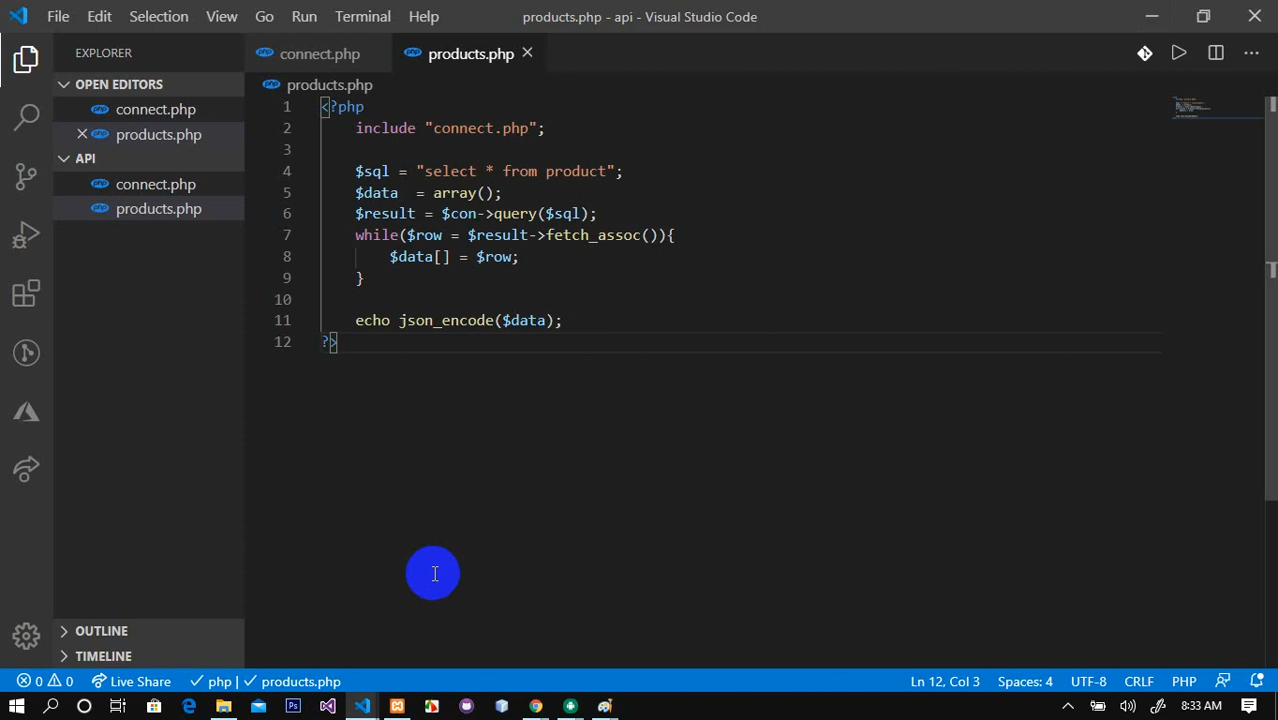 File Edit Selection View Go Run Terminal Help products.php - api - Visual Studio Code
EXPLORER
OPEN EDITORS
connect.php
products.php
API
connect.php
products.php
OUTLINE
TIMELINE
connect.php products.php
products.php
1 <?php
2 include "connect.php";
3
4 $sql = "select * from product";
5 $data  = array();
6 $result = $con->query($sql);
7 while($row = $result->fetch_assoc()){
8 $data[] = $row;
9 }
10
11 echo json_encode($data);
12 ?>
0 0 Live Share php | products.php Ln 12, Col 3 Spaces: 4 UTF-8 CRLF PHP
Ps 8:33 AM